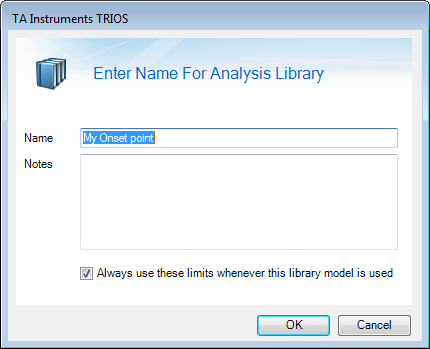 TA Instruments TRIOS
Enter Name For Analysis Library
Name My Onset point
Notes
Always use these limits whenever this library model is used
OK Cancel